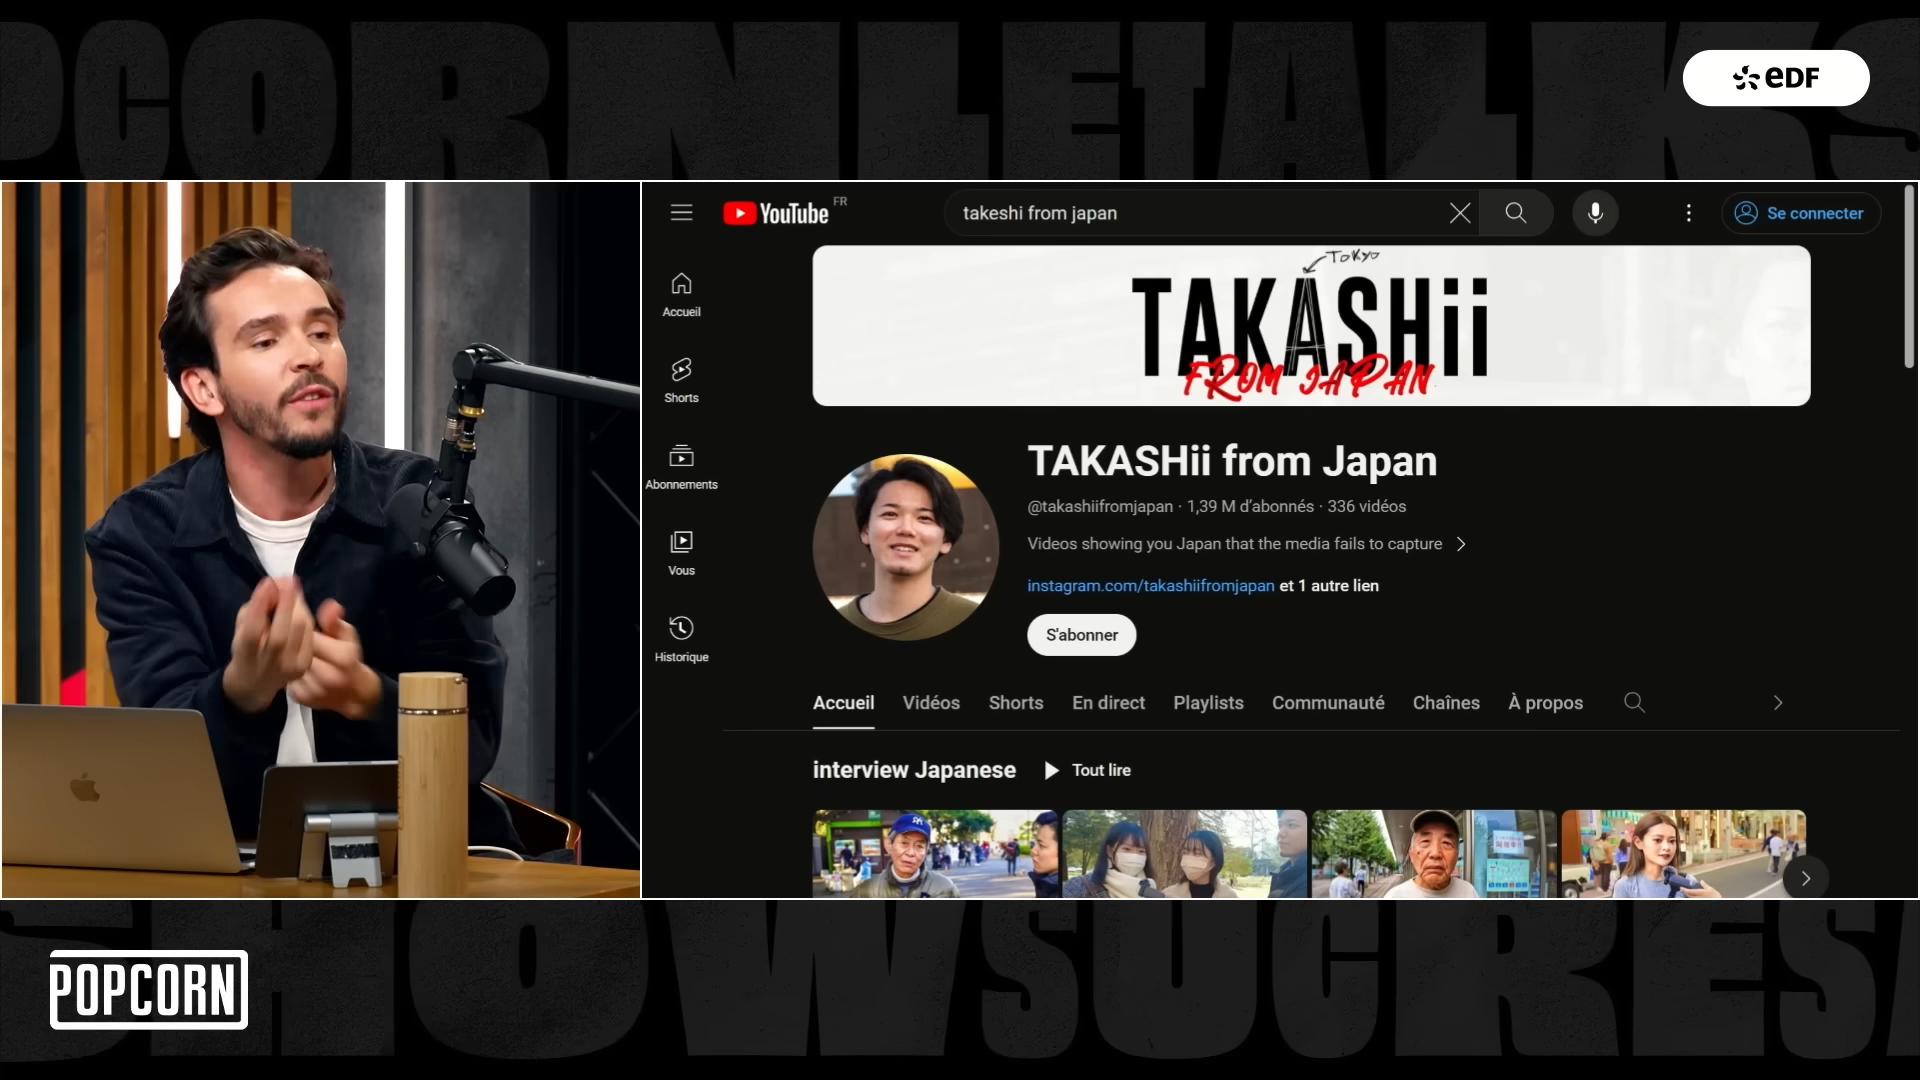 PCORNLETALKS
eDF
YouTube FR
takeshi from japan
Se connecter
Accueil
Shorts
Abonnements
Vous
Historique
TOKYO
TAKASHii
FROM JAPAN
TAKASHii from Japan
@takashiifromjapan · 1,39 M d'abonnés · 336 vidéos
Videos showing you Japan that the media fails to capture
instagram.com/takashiifromjapan et 1 autre lien
S'abonner
Accueil Vidéos Shorts En direct Playlists Communauté Chaînes À propos
interview Japanese Tout lire
SHOWSUCRESA
POPCORN